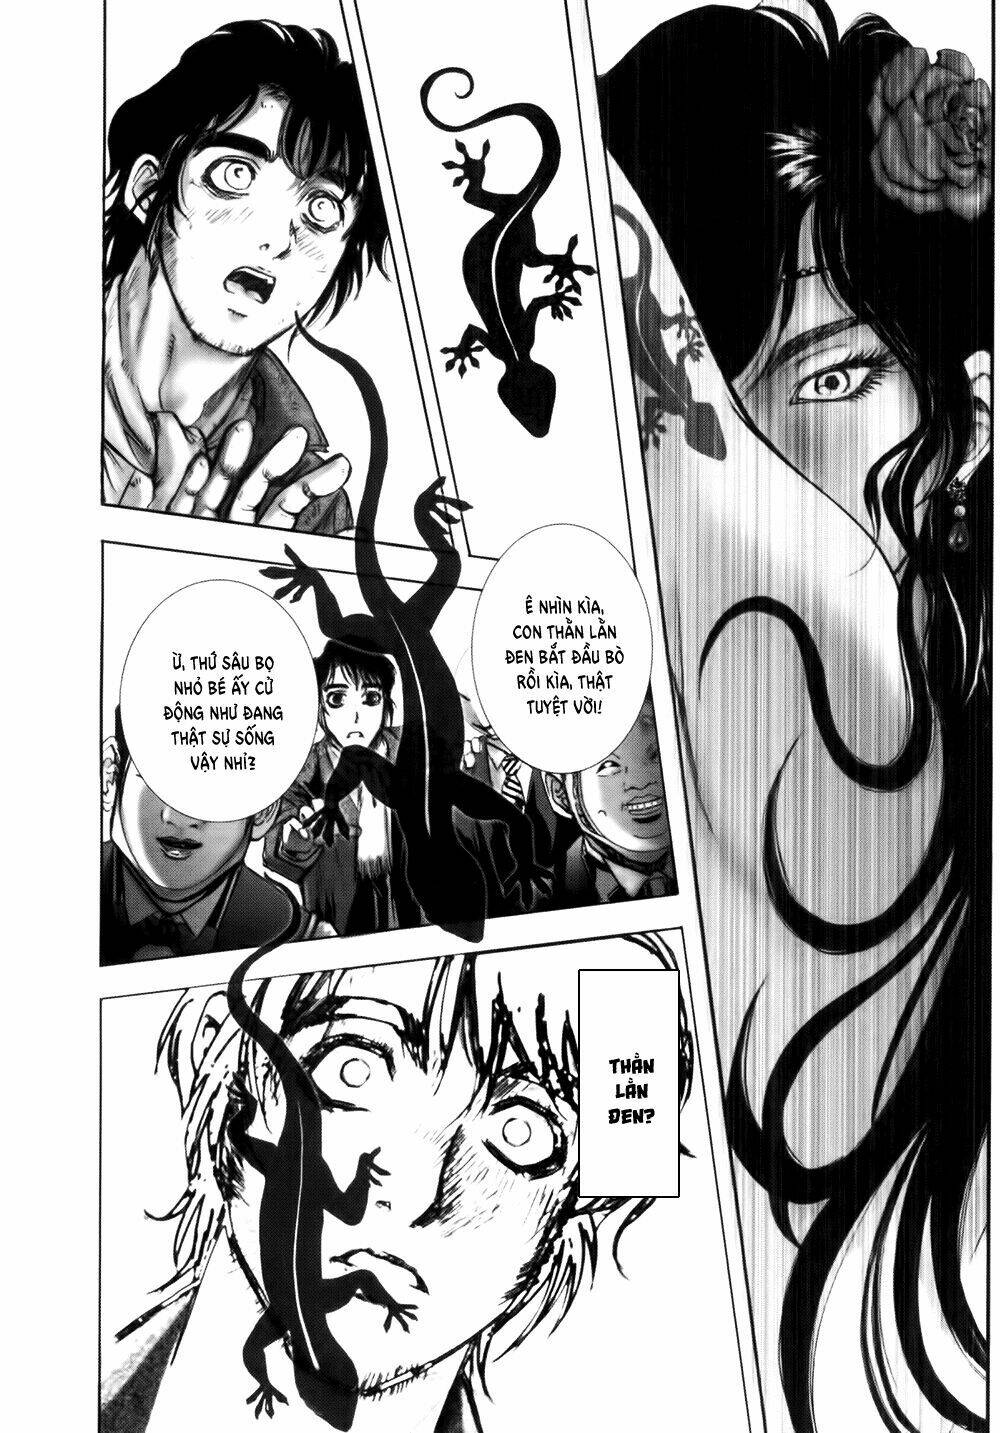 Ê NHÌN KÌA,
CON THẰN LẰN
ĐEN BẮT ĐẦU BÒ
RỒI KÌA, THẬT
TUYỆT VỜI!
Ừ, THỨ SÂU BỌ
NHỎ BÉ ẤY CỬ
ĐỘNG NHƯ ĐANG
THẬT SỰ SỐNG
VẬY NHỈ?
THẰN
LẰN
ĐEN?